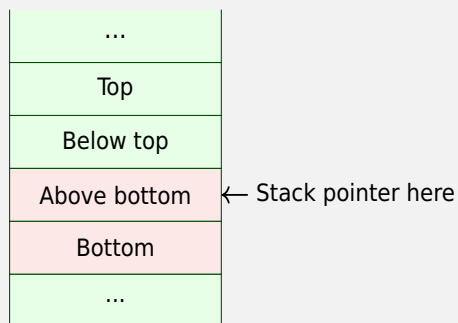 ...
Top
Below top
Above bottom ← Stack pointer here
Bottom
...